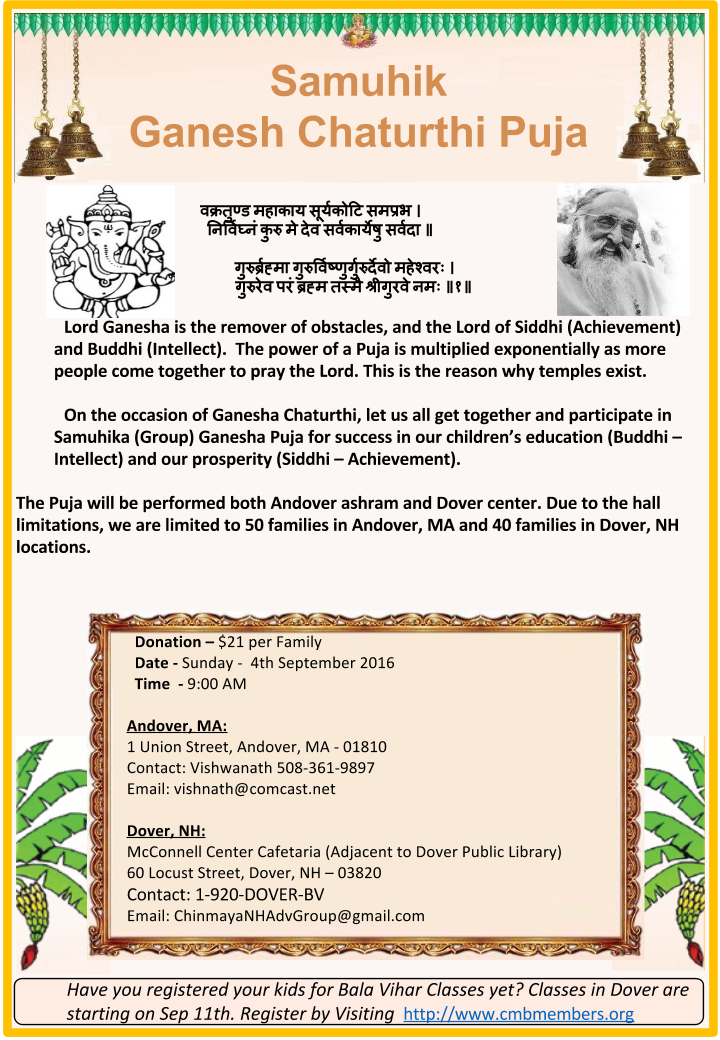 Samuhik
Ganesh Chaturthi Puja
वक्रतुण्ड महाकाय सूर्यकोटि समप्रभ ।
निर्विघ्नं कुरु मे देव सर्वकार्येषु सर्वदा ॥
गुरुर्ब्रह्मा गुरुर्विष्णुर्गुरुर्देवो महेश्वरः ।
गुरुरेव परं ब्रह्म तस्मै श्रीगुरवे नमः ॥१॥
Lord Ganesha is the remover of obstacles, and the Lord of Siddhi (Achievement)
and Buddhi (Intellect). The power of a Puja is multiplied exponentially as more
people come together to pray the Lord. This is the reason why temples exist.
On the occasion of Ganesha Chaturthi, let us all get together and participate in
Samuhika (Group) Ganesha Puja for success in our children's education (Buddhi –
Intellect) and our prosperity (Siddhi – Achievement).
The Puja will be performed both Andover ashram and Dover center. Due to the hall
limitations, we are limited to 50 families in Andover, MA and 40 families in Dover, NH
locations.
Donation – $21 per Family
Date - Sunday - 4th September 2016
Time - 9:00 AM
Andover, MA:
1 Union Street, Andover, MA - 01810
Contact: Vishwanath 508-361-9897
Email: vishnath@comcast.net
Dover, NH:
McConnell Center Cafetaria (Adjacent to Dover Public Library)
60 Locust Street, Dover, NH – 03820
Contact: 1-920-DOVER-BV
Email: ChinmayaNHAdvGroup@gmail.com
Have you registered your kids for Bala Vihar Classes yet? Classes in Dover are
starting on Sep 11th. Register by Visiting http://www.cmbmembers.org